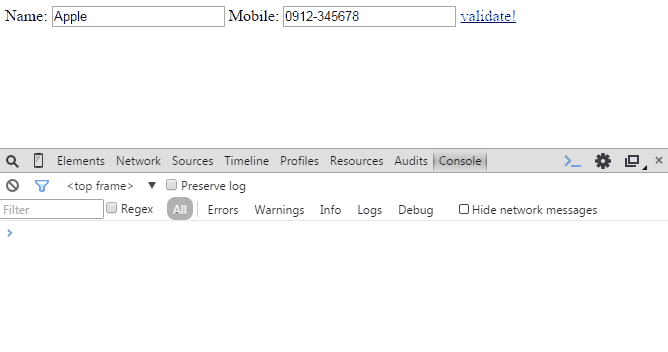 Name: Apple Mobile: 0912-345678 validate!
Elements Network Sources Timeline Profiles Resources Audits Console
<top frame> Preserve log
Filter Regex All Errors Warnings Info Logs Debug Hide network messages